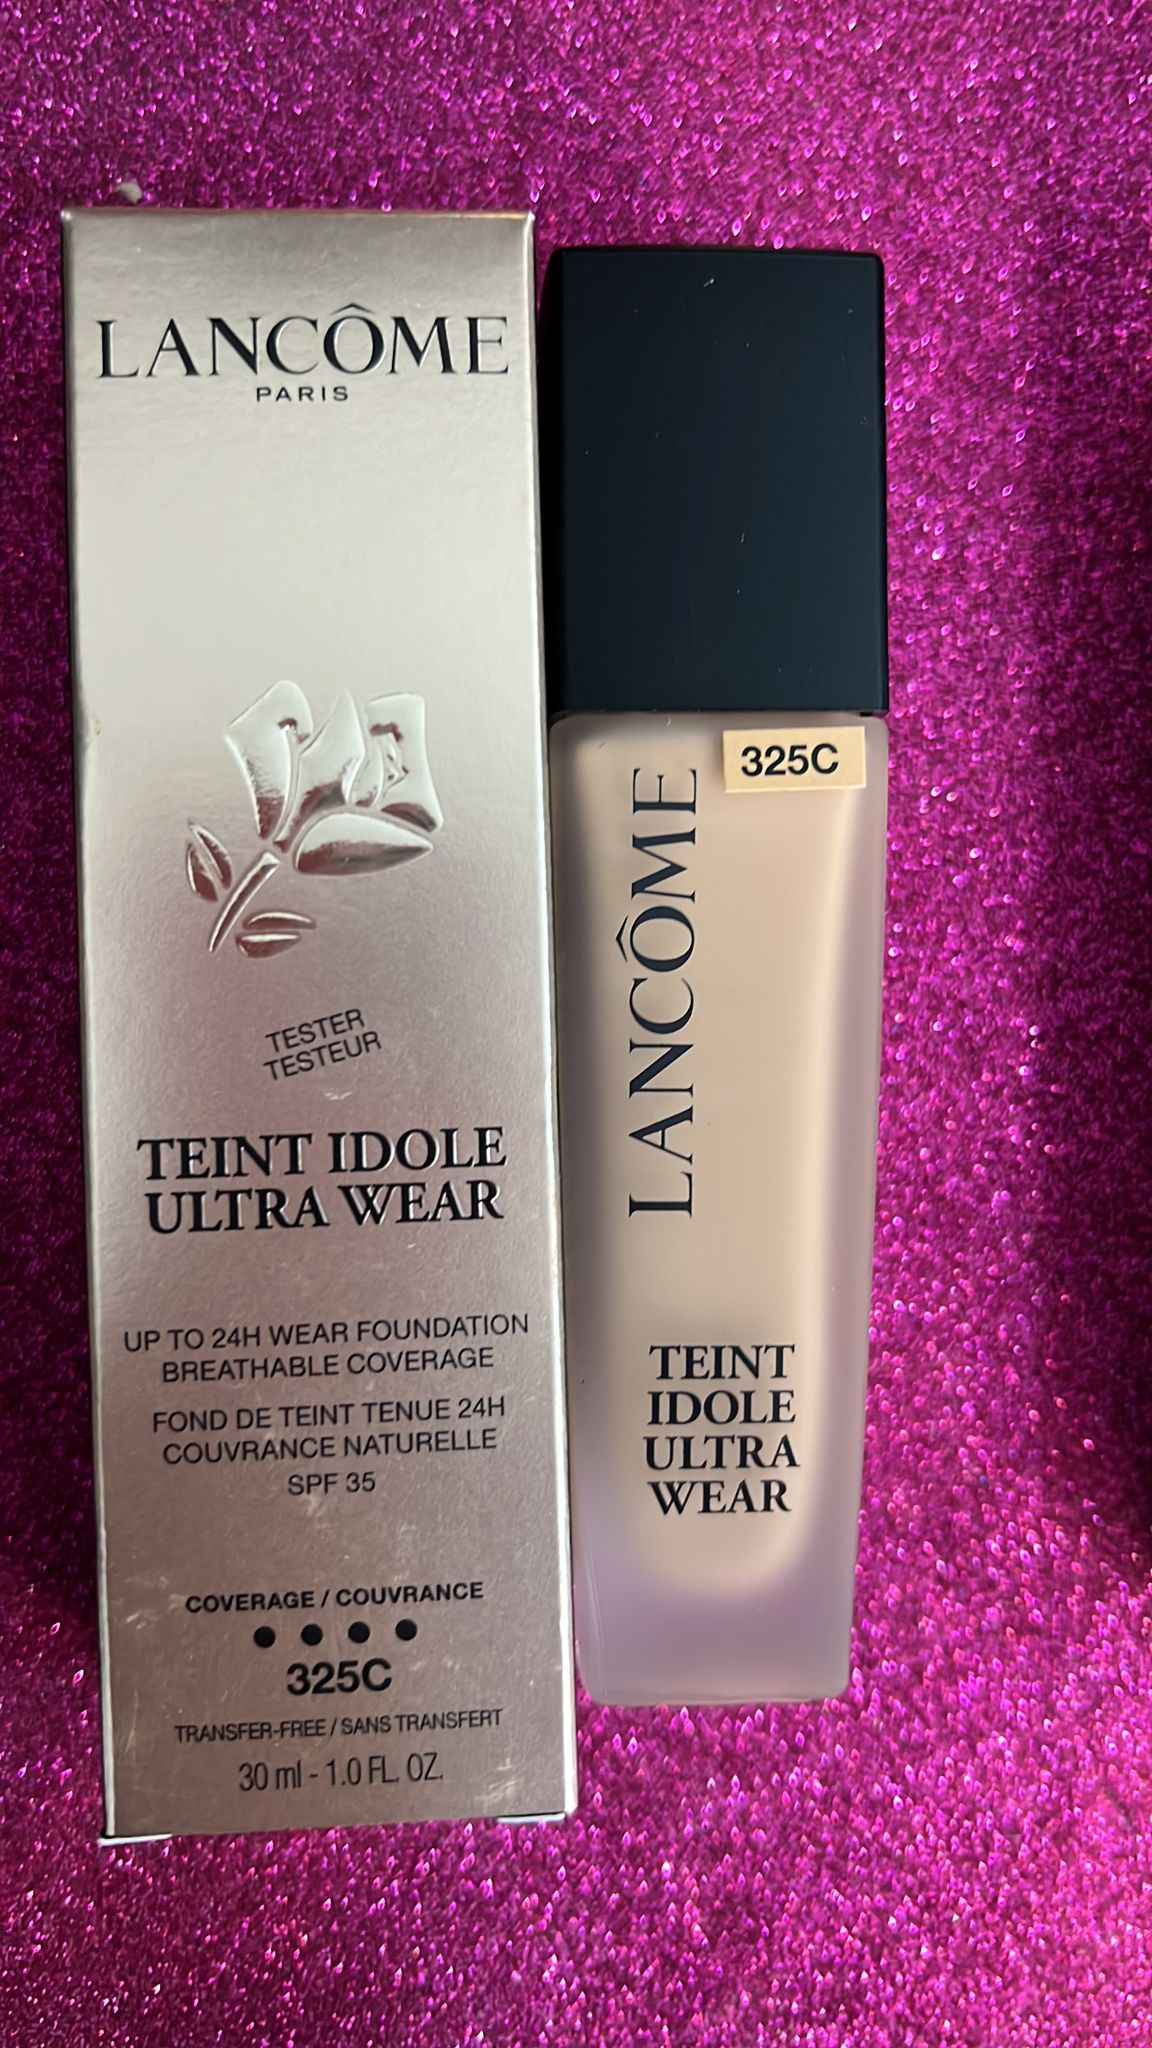 LANCÔME
PARIS
TESTER
TESTEUR
TEINT IDOLE
ULTRA WEAR
UP TO 24H WEAR FOUNDATION
BREATHABLE COVERAGE
FOND DE TEINT TENUE 24H
COUVRANCE NATURELLE
SPF 35
COVERAGE / COUVRANCE
325C
TRANSFER-FREE / SANS TRANSFERT
30 ml - 1.0 FL. OZ.
325C
LANCÔME
TEINT
IDOLE
ULTRA
WEAR